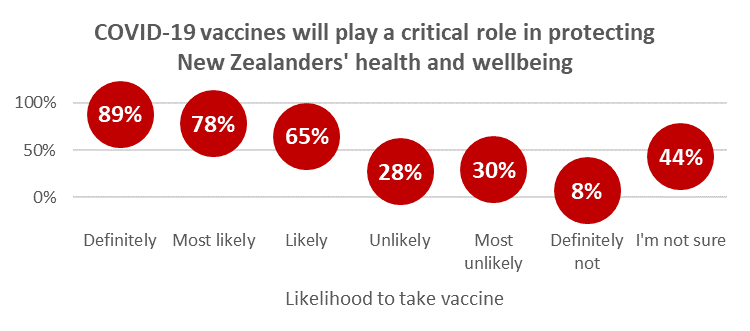 COVID-19 vaccines will play a critical role in protecting
New Zealanders' health and wellbeing
100%
50%
0%
89%
78%
65%
28%
30%
8%
44%
Definitely
Most likely
Likely
Unlikely
Most
unlikely
Definitely
not
I'm not sure
Likelihood to take vaccine